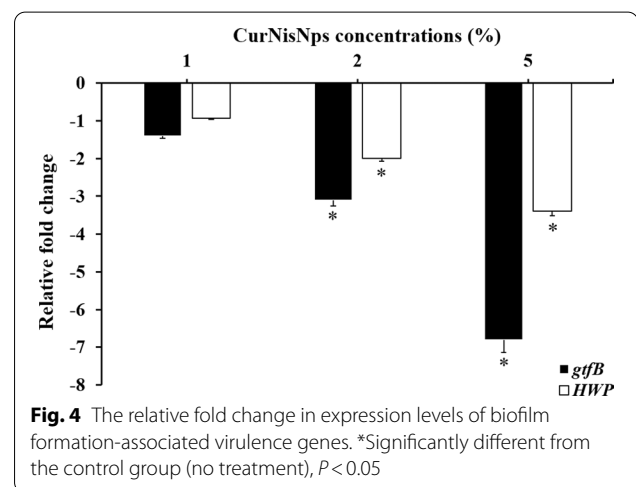 CurNisNps concentrations (%)
1 2 5
0
-1
-2
-3
-4
-5
-6
-7
-8
Relative fold change
* * * *
gtfB
HWP
Fig. 4 The relative fold change in expression levels of biofilm
formation-associated virulence genes. *Significantly different from
the control group (no treatment), P < 0.05